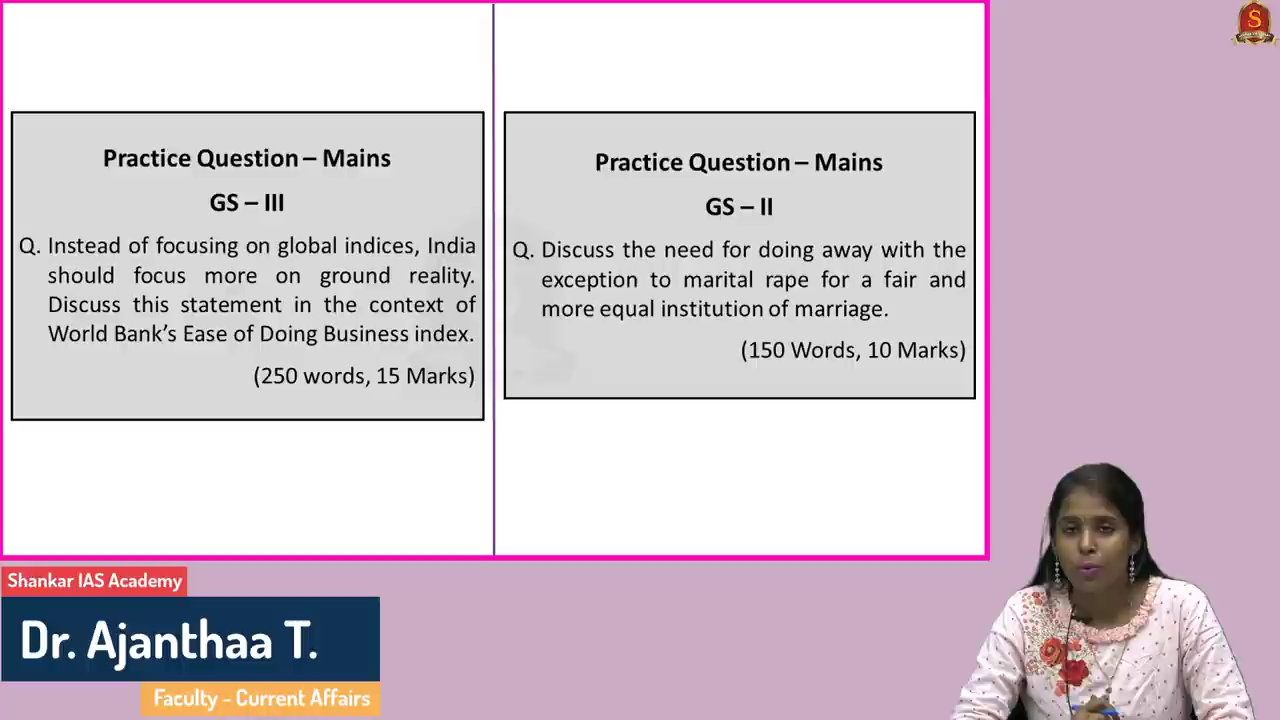 Practice Question – Mains
GS – III
Q. Instead of focusing on global indices, India
should focus more on ground reality.
Discuss this statement in the context of
World Bank's Ease of Doing Business index.
(250 words, 15 Marks)
Practice Question – Mains
GS – II
Q. Discuss the need for doing away with the
exception to marital rape for a fair and
more equal institution of marriage.
(150 Words, 10 Marks)
S
Shankar IAS Academy
Dr. Ajanthaa T.
Faculty – Current Affairs